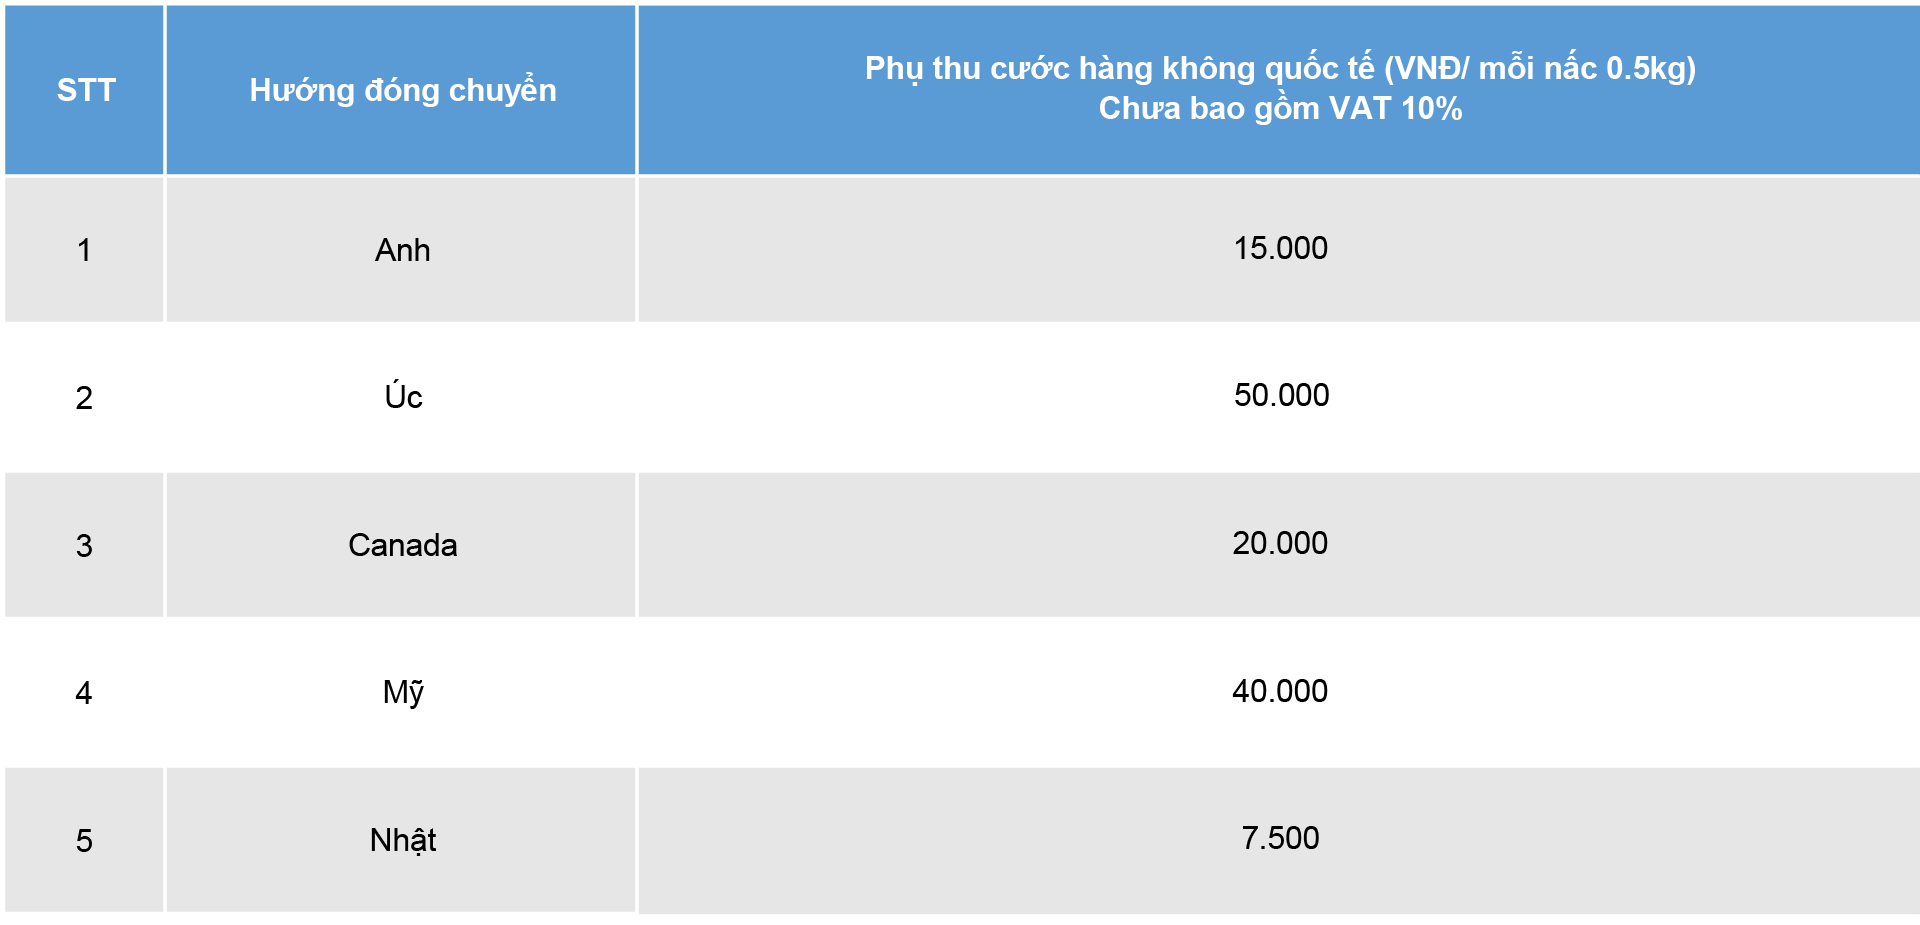 STT
Hướng đóng chuyển
Phụ thu cước hàng không quốc tế (VNĐ/ mỗi nấc 0.5kg)
Chưa bao gồm VAT 10%
1
Anh
15.000
2
Úc
50.000
3
Canada
20.000
4
Mỹ
40.000
5
Nhật
7.500